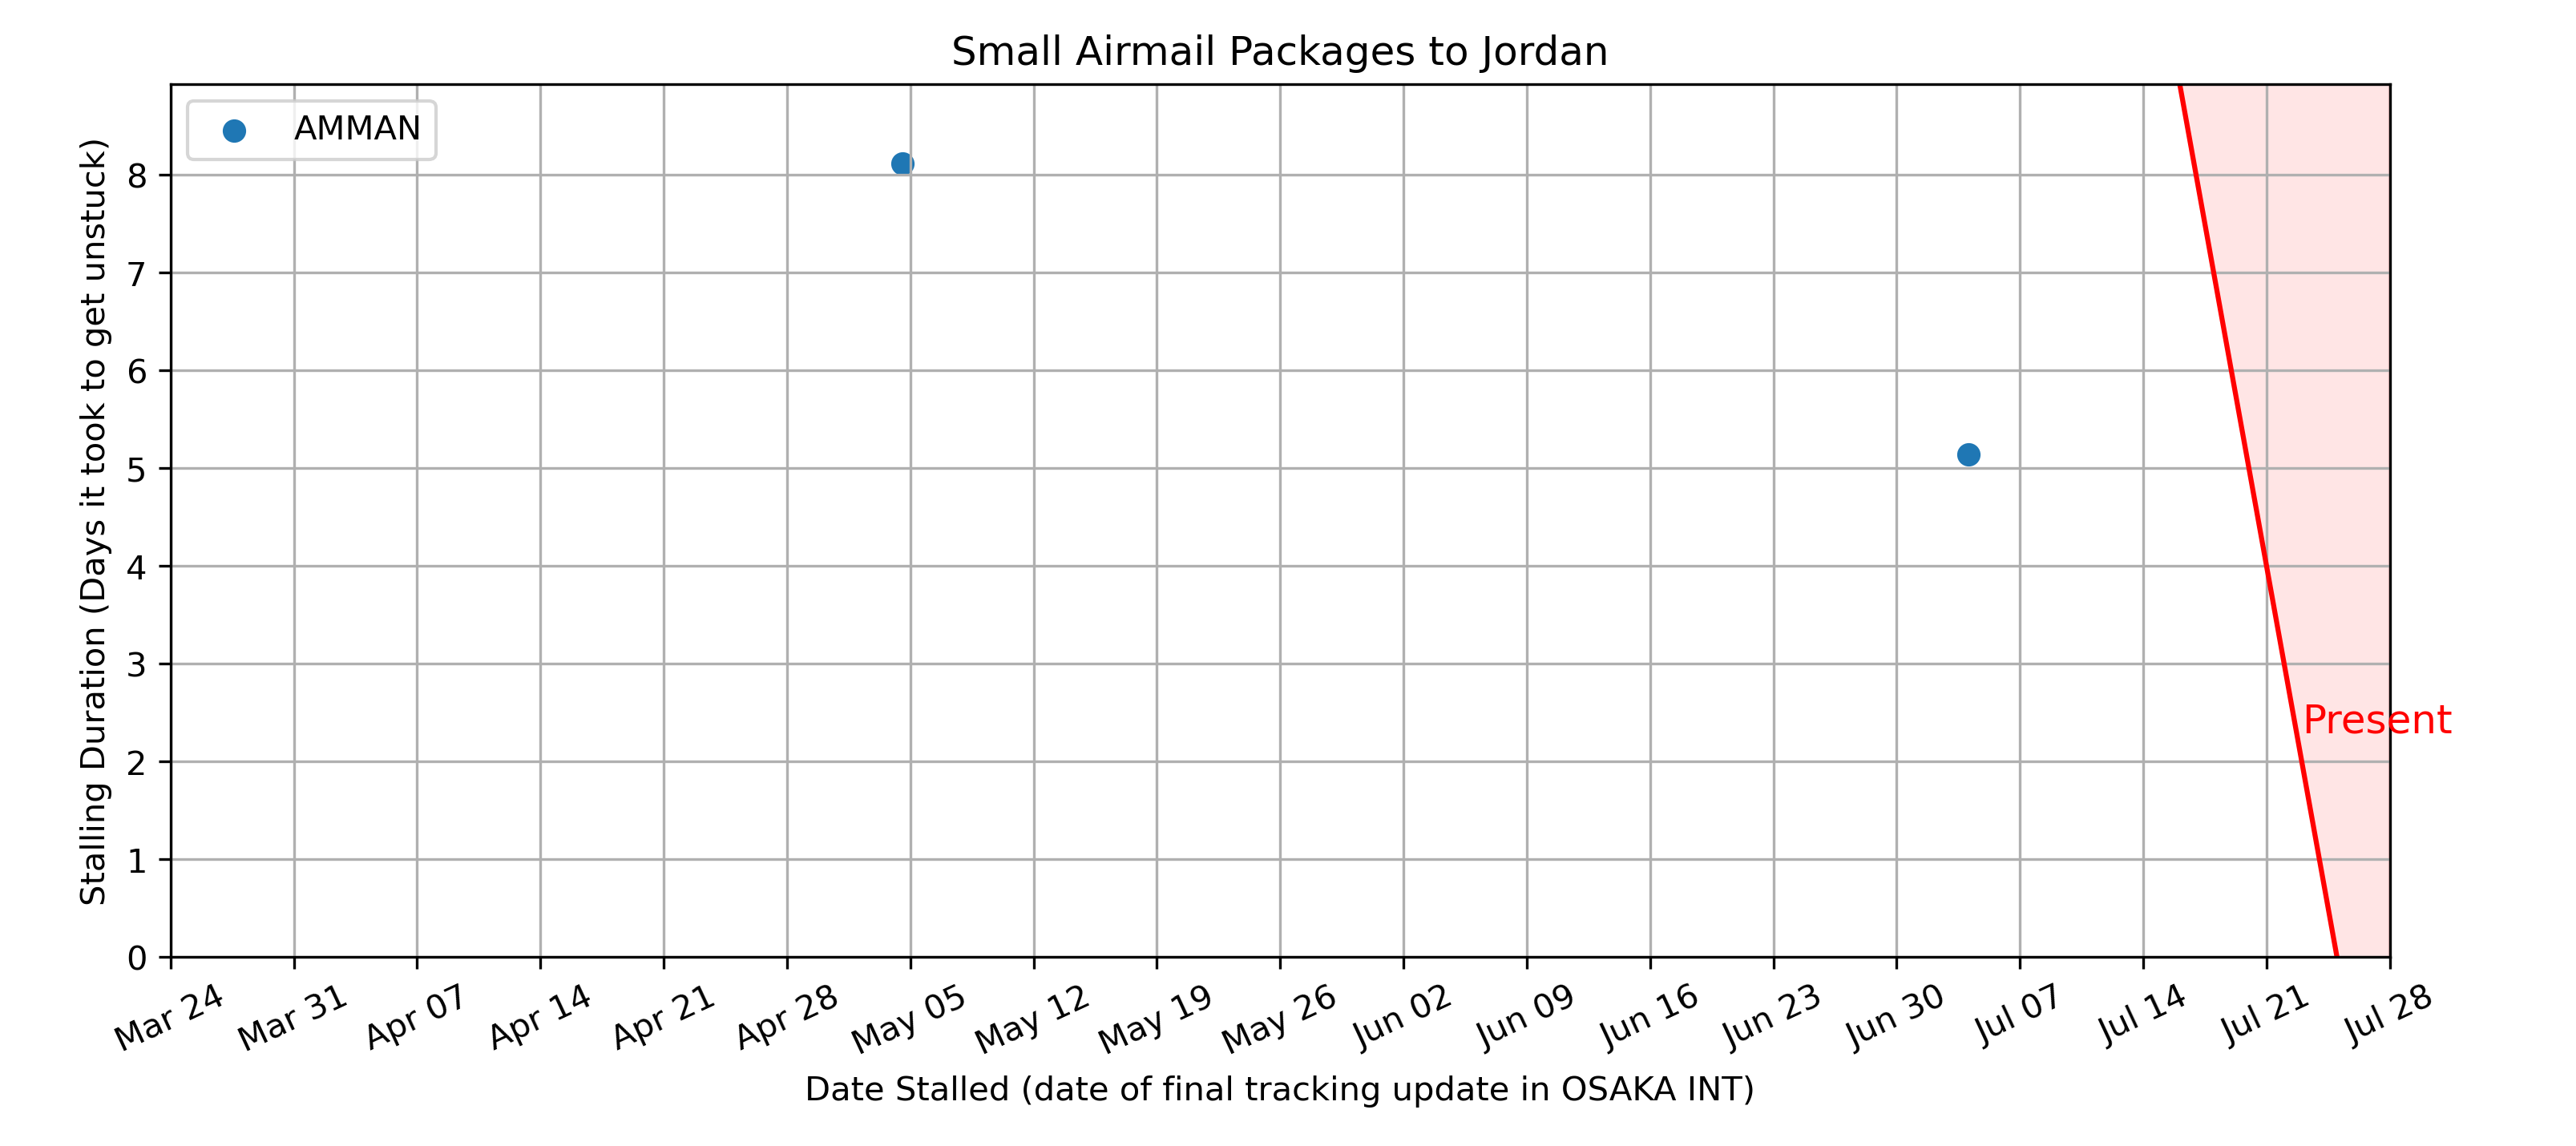 Small Airmail Packages to Jordan
AMMAN
Stalling Duration (Days it took to get unstuck)
8
7
6
5
4
3
2
1
0
Present
Mar 24 Mar 31 Apr 07 Apr 14 Apr 21 Apr 28 May 05 May 12 May 19 May 26 Jun 02 Jun 09 Jun 16 Jun 23 Jun 30 Jul 07 Jul 14 Jul 21 Jul 28
Date Stalled (date of final tracking update in OSAKA INT)